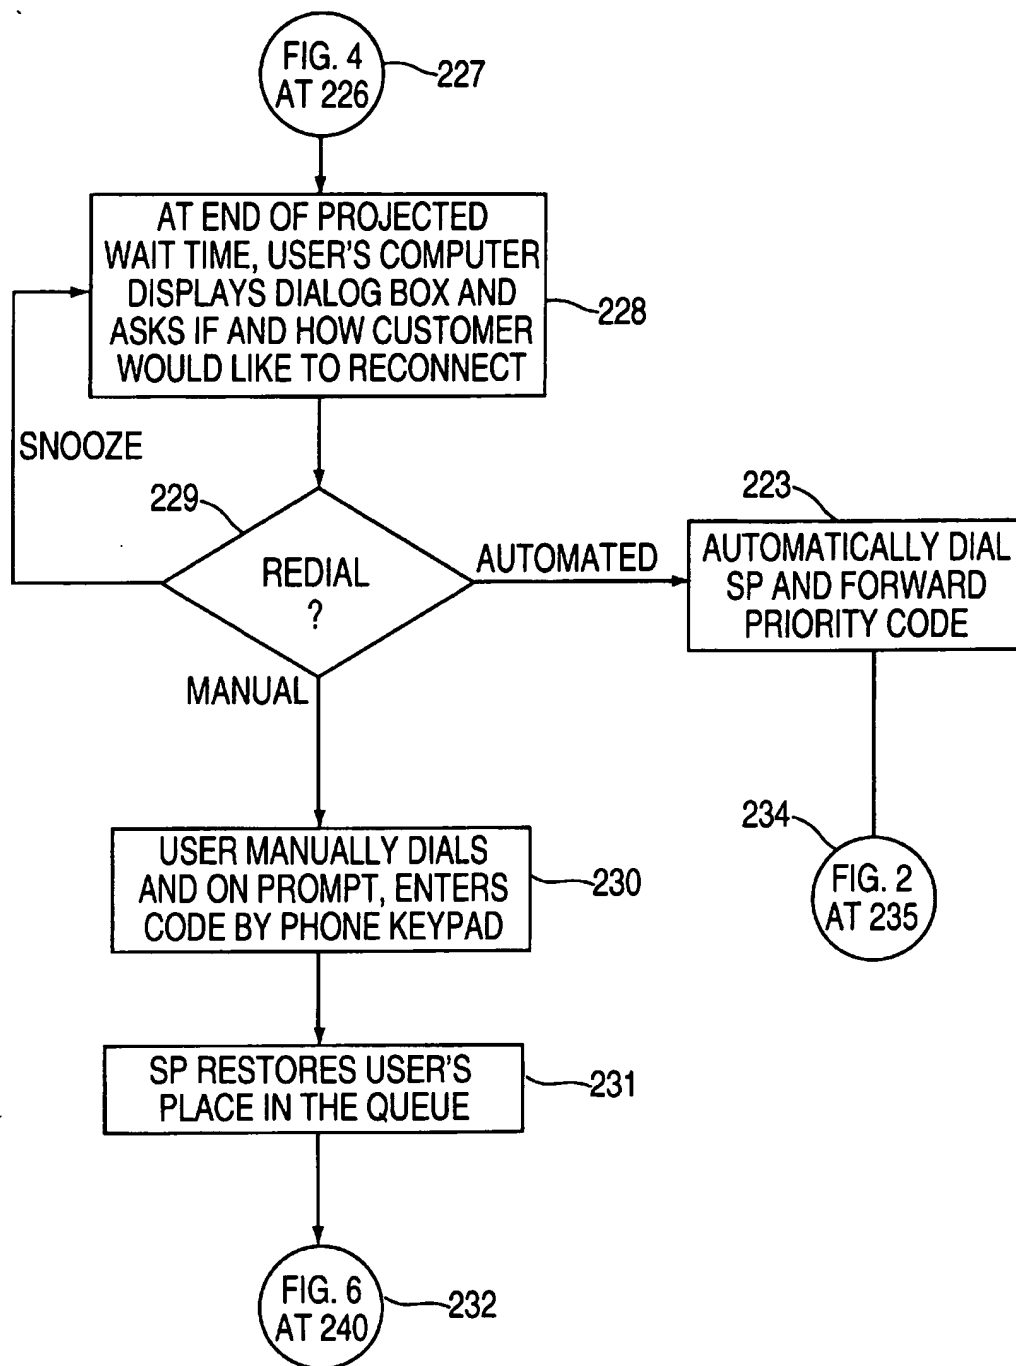 FIG. 4
AT 226
227
AT END OF PROJECTED
WAIT TIME, USER'S COMPUTER
DISPLAYS DIALOG BOX AND
ASKS IF AND HOW CUSTOMER
WOULD LIKE TO RECONNECT
228
SNOOZE
229
REDIAL
?
AUTOMATED
223
AUTOMATICALLY DIAL
SP AND FORWARD
PRIORITY CODE
MANUAL
234
FIG. 2
AT 235
USER MANUALLY DIALS
AND ON PROMPT, ENTERS
CODE BY PHONE KEYPAD
230
SP RESTORES USER'S
PLACE IN THE QUEUE
231
FIG. 6
AT 240
232